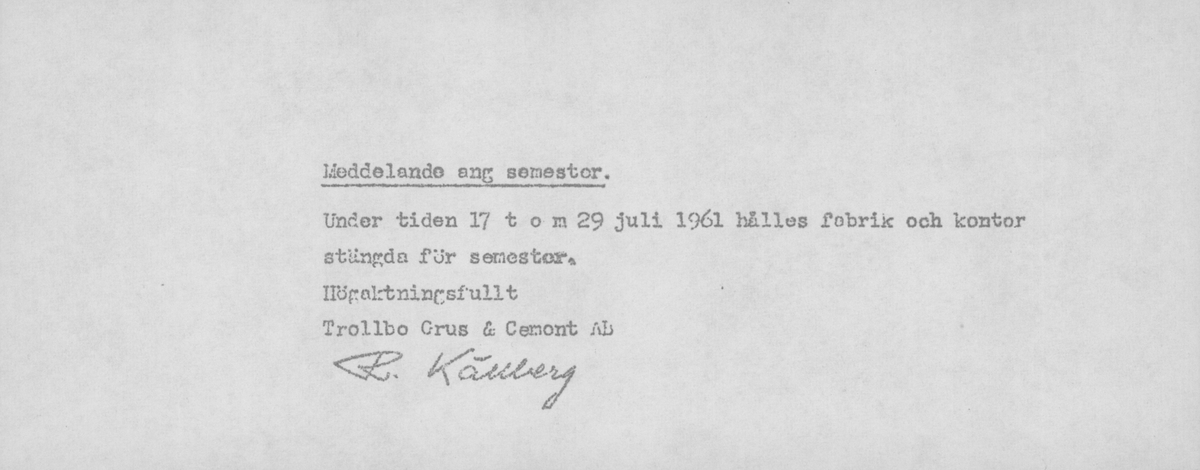 Meddelande ang semester.
Under tiden 17 t o m 29 juli 1961 hålles fabrik och kontor
stängda för semester.
Högaktningsfullt
Trollbo Grus & Cement AB
R. Källberg